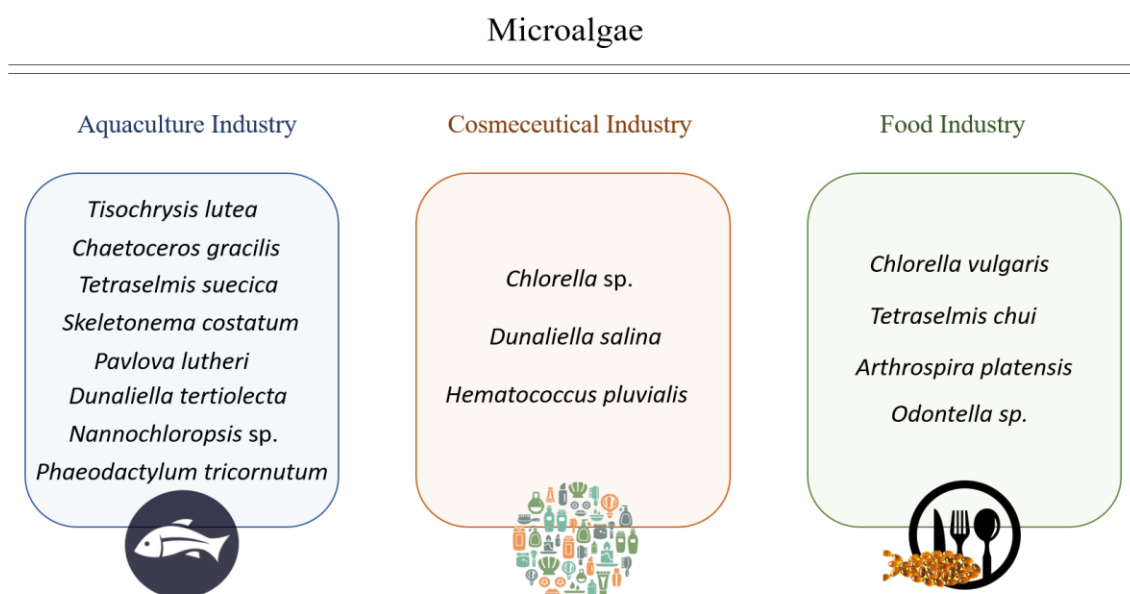 Microalgae
Aquaculture Industry
Tisochrysis lutea
Chaetoceros gracilis
Tetraselmis suecica
Skeletonema costatum
Pavlova lutheri
Dunaliella tertiolecta
Nannochloropsis sp.
Phaeodactylum tricornutum
Cosmeceutical Industry
Chlorella sp.
Dunaliella salina
Hematococcus pluvialis
Food Industry
Chlorella vulgaris
Tetraselmis chui
Arthrospira platensis
Odontella sp.